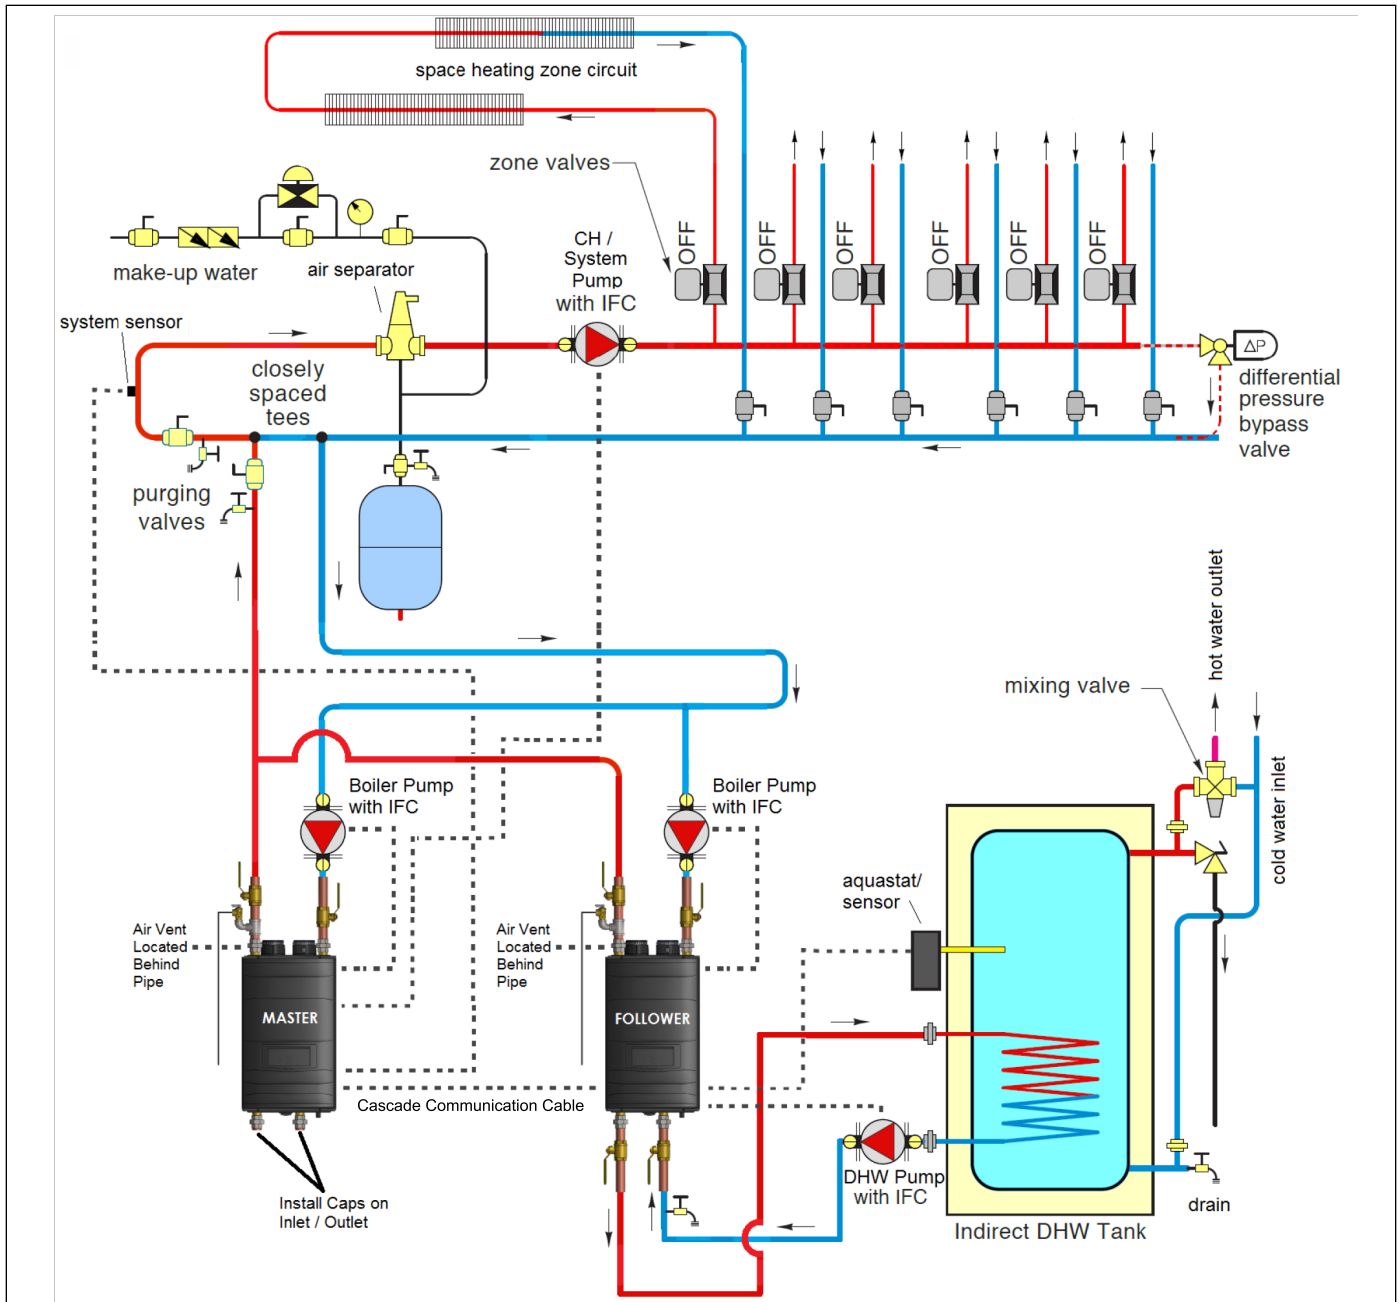 space heating zone circuit
zone valves
OFF
OFF
OFF
OFF
OFF
OFF
CH /
System
Pump
with IFC
make-up water
air separator
system sensor
closely
spaced
tees
ΔP
differential
pressure
bypass
valve
purging
valves
hot water outlet
mixing valve
cold water inlet
Boiler Pump
with IFC
Boiler Pump
with IFC
aquastat/
sensor
Air Vent
Located
Behind
Pipe
Air Vent
Located
Behind
Pipe
MASTER
FOLLOWER
Cascade Communication Cable
Install Caps on
Inlet / Outlet
DHW Pump
with IFC
drain
Indirect DHW Tank